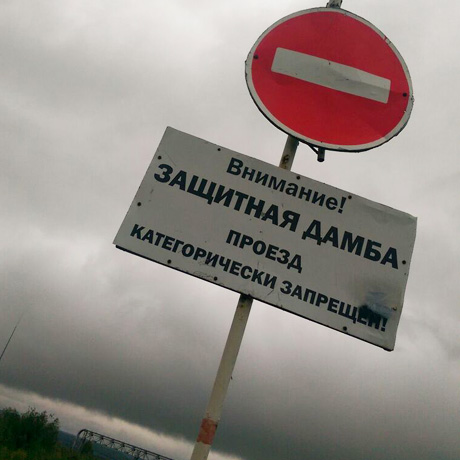 Внимание!
ЗАЩИТНАЯ ДАМБА
ПРОЕЗД
КАТЕГОРИЧЕСКИ ЗАПРЕЩЕН!